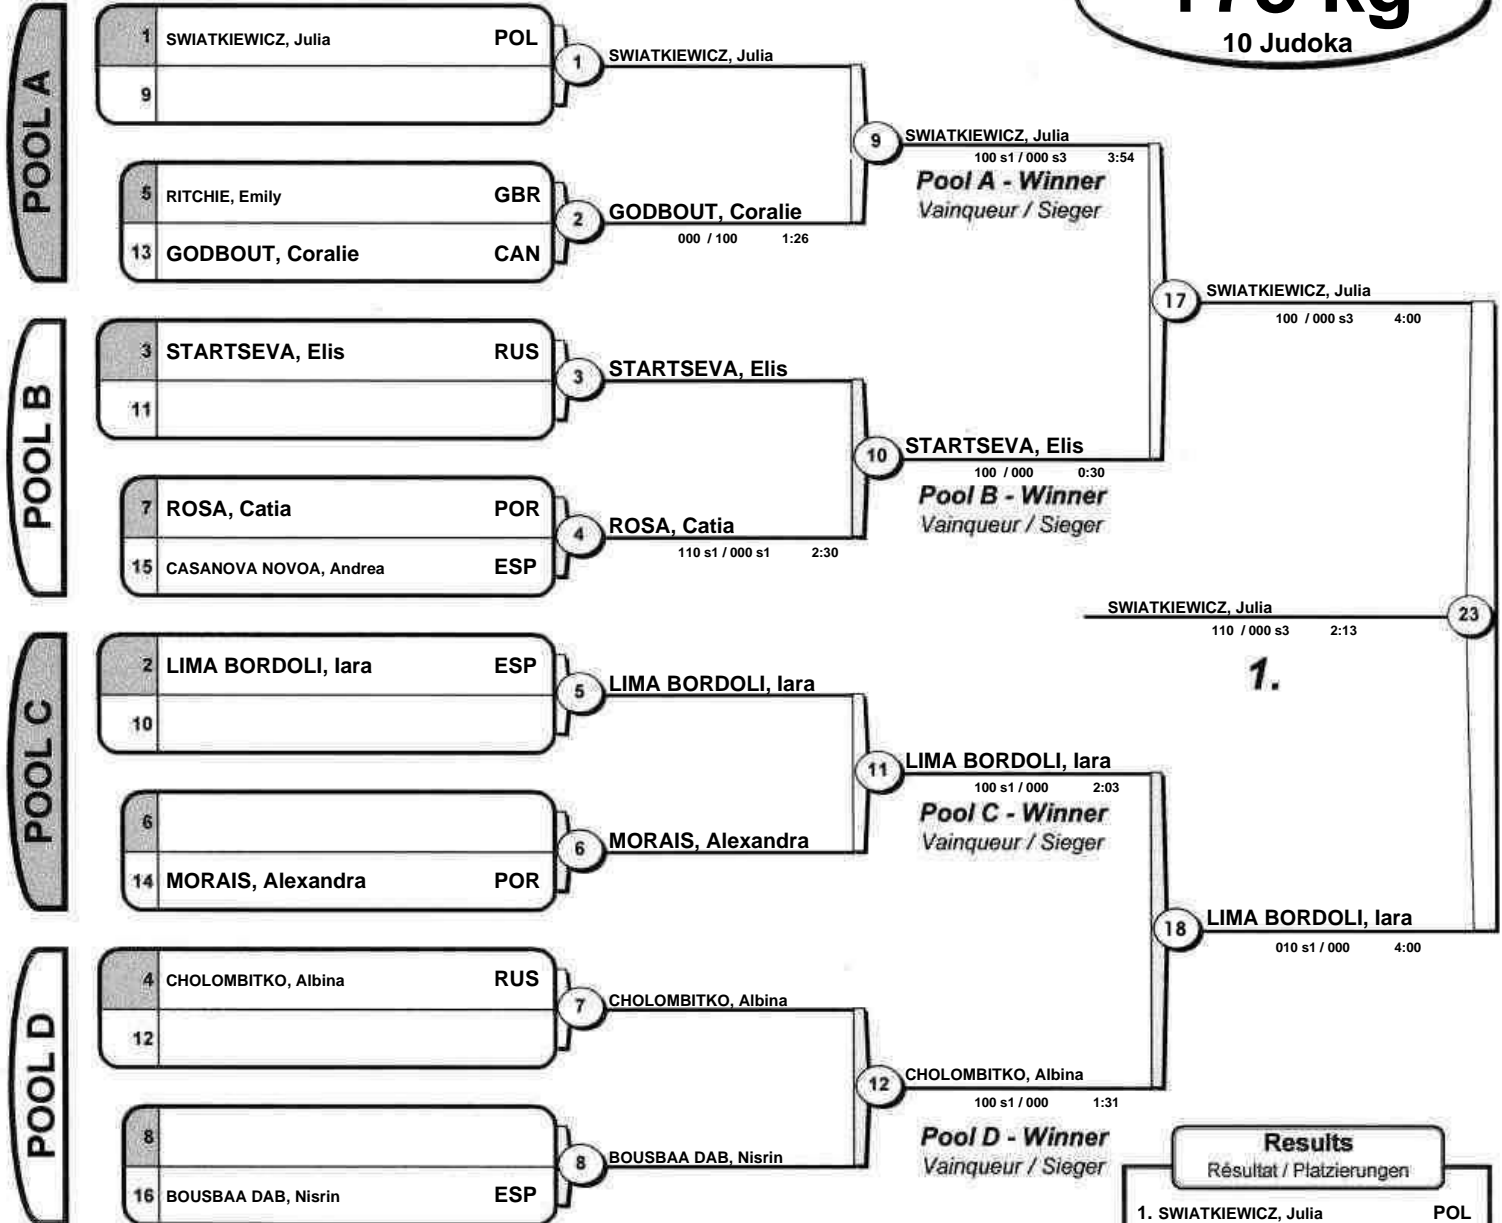 +78 kg
10 Judoka
POOL A
1 SWIATKIEWICZ, Julia POL
9
1 SWIATKIEWICZ, Julia
5 RITCHIE, Emily GBR
13 GODBOUT, Coralie CAN
2 GODBOUT, Coralie
000 / 100 1:26
9 SWIATKIEWICZ, Julia
100 s1 / 000 s3 3:54
Pool A - Winner
Vainqueur / Sieger
POOL B
3 STARTSEVA, Elis RUS
11
3 STARTSEVA, Elis
7 ROSA, Catia POR
15 CASANOVA NOVOA, Andrea ESP
4 ROSA, Catia
110 s1 / 000 s1 2:30
10 STARTSEVA, Elis
100 / 000 0:30
Pool B - Winner
Vainqueur / Sieger
17 SWIATKIEWICZ, Julia
100 / 000 s3 4:00
SWIATKIEWICZ, Julia 23
110 / 000 s3 2:13
1.
POOL C
2 LIMA BORDOLI, Iara ESP
10
5 LIMA BORDOLI, Iara
6
14 MORAIS, Alexandra POR
6 MORAIS, Alexandra
11 LIMA BORDOLI, Iara
100 s1 / 000 2:03
Pool C - Winner
Vainqueur / Sieger
POOL D
4 CHOLOMBITKO, Albina RUS
12
7 CHOLOMBITKO, Albina
8
16 BOUSBAA DAB, Nisrin ESP
8 BOUSBAA DAB, Nisrin
12 CHOLOMBITKO, Albina
100 s1 / 000 1:31
Pool D - Winner
Vainqueur / Sieger
18 LIMA BORDOLI, Iara
010 s1 / 000 4:00
Results
Résultat / Platzierungen
1. SWIATKIEWICZ, Julia POL